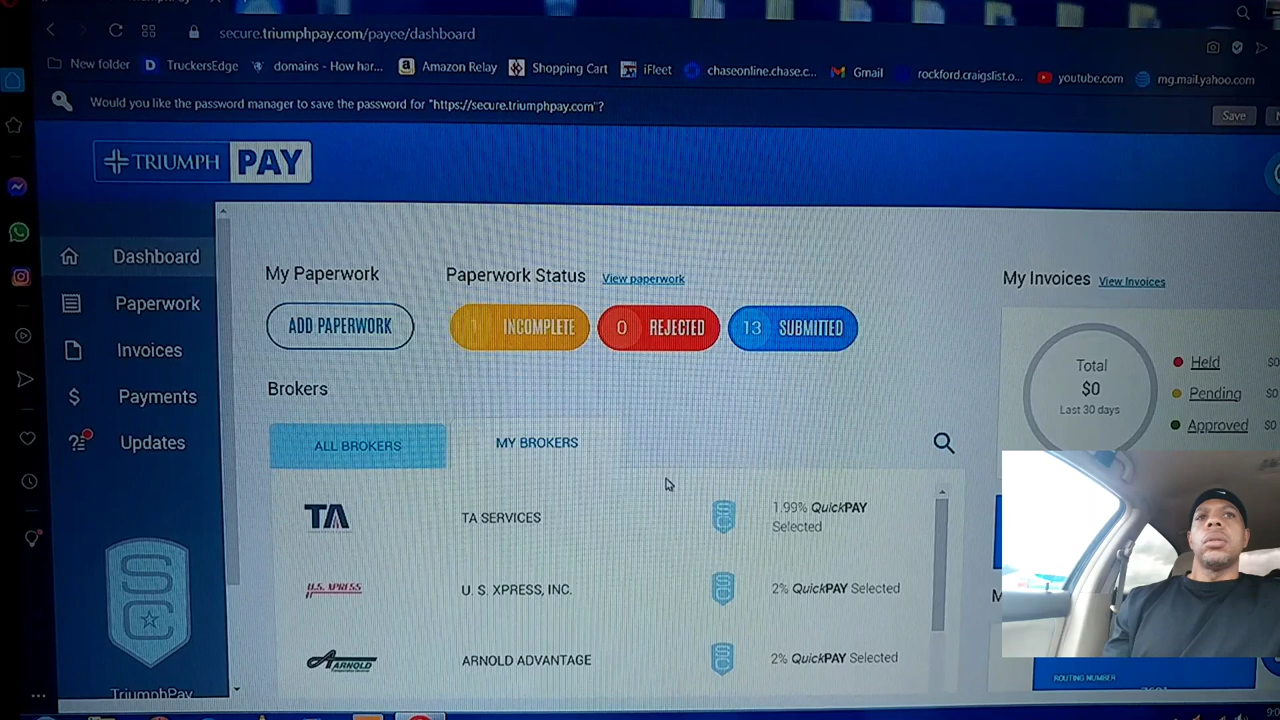 secure.triumphpay.com/payee/dashboard
New folder
TruckersEdge
domains - How har...
Amazon Relay
Shopping Cart
iFleet
chaseonline.chase.c...
Gmail
rockford.craigslist.o...
youtube.com
mg.mail.yahoo.com
Would you like the password manager to save the password for "https://secure.triumphpay.com"?
Save
TRIUMPH PAY
Dashboard
Paperwork
Invoices
Payments
Updates
SC
TriumphPay
My Paperwork
ADD PAPERWORK
Paperwork Status View paperwork
1 INCOMPLETE
0 REJECTED
13 SUBMITTED
Brokers
ALL BROKERS
MY BROKERS
TA
TA SERVICES
1.99% QuickPAY
Selected
U.S. XPRESS
U. S. XPRESS, INC.
2% QuickPAY Selected
ARNOLD
ARNOLD ADVANTAGE
2% QuickPAY Selected
My Invoices View Invoices
Total
$0
Last 30 days
Held
Pending
Approved $0
ROUTING NUMBER